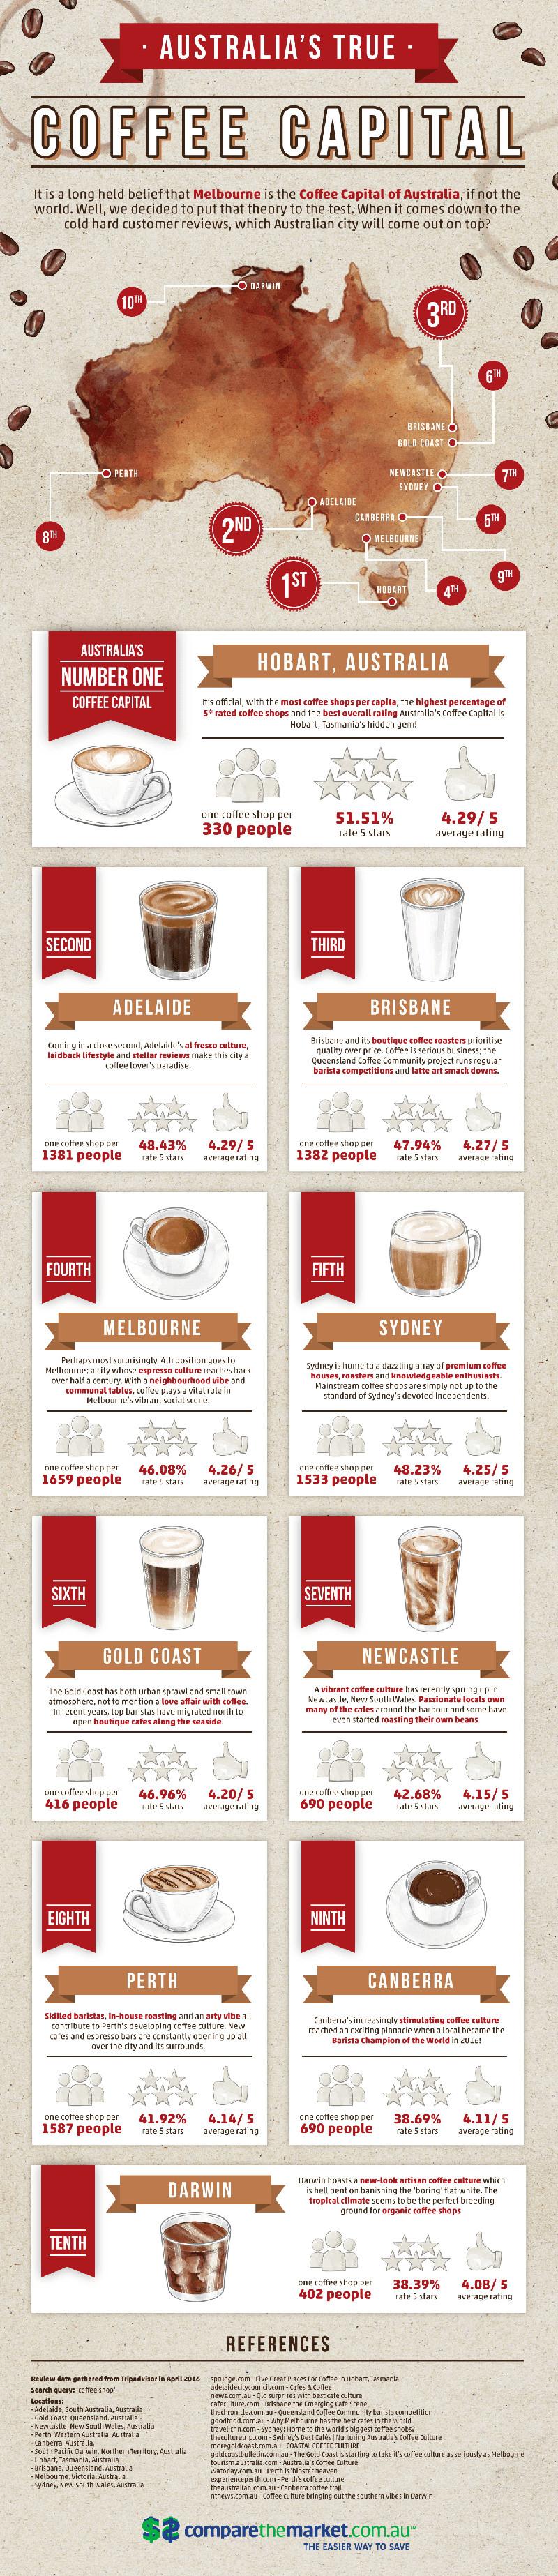 · AUSTRALIA'S TRUE ·
COFFEE CAPITAL
It is a long held belief that Melbourne is the Coffee Capital of Australia, if not the
world. Well, we decided to put that theory to the test. When it comes down to the
cold hard customer reviews, which Australian city will come out on top?
DARWIN
10TH
3RD
6TH
BRISBANE
GOLD COAST
PERTH
NEWCASTLE
7TH
SYDNEY
ADELAIDE
CANBERRA
5TH
2ND
8TH
MELBOURNE
9TH
1ST
HOBART
4TH
AUSTRALIA'S
NUMBER ONE
COFFEE CAPITAL
HOBART, AUSTRALIA
It's official, with the most coffee shops per capita, the highest percentage of
5* rated coffee shops and the best overall rating Australia's Coffee Capital is
Hobart; Tasmania's hidden gem!
one coffee shop per
330 people
51.51%
rate 5 stars
4.29/ 5
average rating
SECOND
ADELAIDE
Coming in a close second, Adelaide's al fresco culture,
laidback lifestyle and stellar reviews make this city a
coffee lover's paradise.
one coffee shop per
1381 people
48.43%
rate 5 stars
4.29/ 5
average rating
THIRD
BRISBANE
Brisbane and its boutique coffee roasters prioritise
quality over price. Coffee is serious business; the
Queensland Coffee Community project runs regular
barista competitions and latte art smack downs.
one coffee shop per
1382 people
47.94%
rate 5 stars
4.27/ 5
average rating
FOURTH
MELBOURNE
Perhaps most surprisingly, 4th position goes to
Melbourne; a city whose espresso culture reaches back
over half a century. With a neighbourhood vibe and
communal tables, coffee plays a vital role in
Melbourne's vibrant social scene.
one coffee shop per
1659 people
46.08%
rate 5 stars
4.26/ 5
average rating
FIFTH
SYDNEY
Sydney is home to a dazzling array of premium coffee
houses, roasters and knowledgeable enthusiasts.
Mainstream coffee shops are simply not up to the
standard of Sydney's devoted independents.
one coffee shop per
1533 people
48.23%
rate 5 stars
4.25/ 5
average rating
SIXTH
GOLD COAST
The Gold Coast has both urban sprawl and small town
atmosphere, not to mention a love affair with coffee.
In recent years, top baristas have migrated north to
open boutique cafes along the seaside.
one coffee shop per
416 people
46.96%
rate 5 stars
4.20/ 5
average rating
SEVENTH
NEWCASTLE
A vibrant coffee culture has recently sprung up in
Newcastle, New South Wales. Passionate locals own
many of the cafes around the harbour and some have
even started roasting their own beans.
one coffee shop per
690 people
42.68%
rate 5 stars
4.15/ 5
average rating
EIGHTH
PERTH
Skilled baristas, in-house roasting and an arty vibe all
contribute to Perth's developing coffee culture. New
cafes and espresso bars are constantly opening up all
over the city and its surrounds.
one coffee shop per
1587 people
41.92%
rate 5 stars
4.14/ 5
average rating
NINTH
CANBERRA
Canberra's increasingly stimulating coffee culture
reached an exciting pinnacle when a local became the
Barista Champion of the World in 2016!
one coffee shop per
690 people
38.69%
rate 5 stars
4.11/ 5
average rating
TENTH
DARWIN
Darwin boasts a new-look artisan coffee culture which
is hell bent on banishing the 'boring' flat white. The
tropical climate seems to be the perfect breeding
ground for organic coffee shops.
one coffee shop per
402 people
38.39%
rate 5 stars
4.08/ 5
average rating
REFERENCES
Review data gathered from Tripadvisor in April 2016
Search query: 'coffee shop'
Locations:
- Adelaide, South Australia, Australia
- Gold Coast, Queensland, Australia -
- Newcastle, New South Wales, Australia
- Perth, Western Australia, Australia
- Canberra, Australia,
- South Pacific Darwin, Northern Territory, Australia
- Hobart, Tasmania, Australia
- Brisbane, Queensland, Australia
- Melbourne, Victoria, Australia
- Sydney, New South Wales, Australia
sprudge.com - Five Great Places For Coffee In Hobart, Tasmania
adelaidecitycouncil.com - Cafes & Coffee
news.com.au - Old surprises with best cafe culture
cafeculture.com - Brisbane the Emerging Café Scene
thechronicle.com.au - Queensland Coffee Community barista competition
goodfood.com.au - Why Melbourne has the best cafes in the world
travel.cnn.com - Sydney: Home to the world's biggest coffee snobs?
theculturetrip.com - Sydney's Best Cafés | Nurturing Australia's Coffee Culture
moregoldcoast.com.au - COASTAL COFFEE CULTURE
goldcoastbulletin.com.au - The Gold Coast is starting to take it's coffee culture as seriously as Melbourne
tourism.australia.com - Australia's Coffee Culture
watoday.com.au - Perth is 'hipster heaven'
experienceperth.com - Perth's coffee culture
theaustralian.com.au - Canberra coffee trail
ntnews.com.au - Coffee culture bringing out the southern vibes in Darwin
comparethemarket.com.au™
THE EASIER WAY TO SAVE